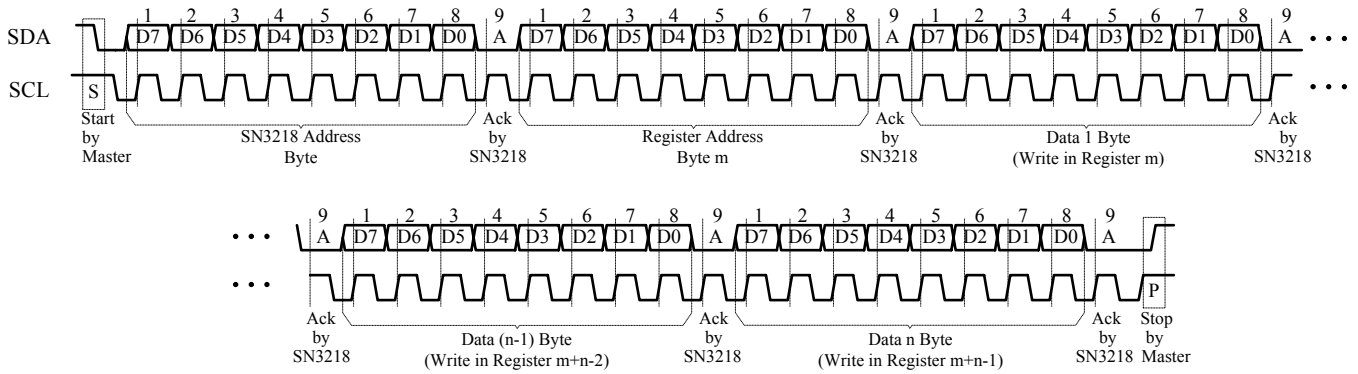 1 2 3 4 5 6 7 8 9 1 2 3 4 5 6 7 8 9 1 2 3 4 5 6 7 8 9
SDA D7 D6 D5 D4 D3 D2 D1 D0 A D7 D6 D5 D4 D3 D2 D1 D0 A D7 D6 D5 D4 D3 D2 D1 D0 A • • •
SCL S • • •
Start
by
Master
SN3218 Address
Byte
Ack
by
SN3218
Register Address
Byte m
Ack
by
SN3218
Data 1 Byte
(Write in Register m)
Ack
by
SN3218
9 1 2 3 4 5 6 7 8 9 1 2 3 4 5 6 7 8 9
• • • A D7 D6 D5 D4 D3 D2 D1 D0 A D7 D6 D5 D4 D3 D2 D1 D0 A
• • • P
Ack
by
SN3218
Data (n-1) Byte
(Write in Register m+n-2)
Ack
by
SN3218
Data n Byte
(Write in Register m+n-1)
Ack
by
SN3218
Stop
by
Master